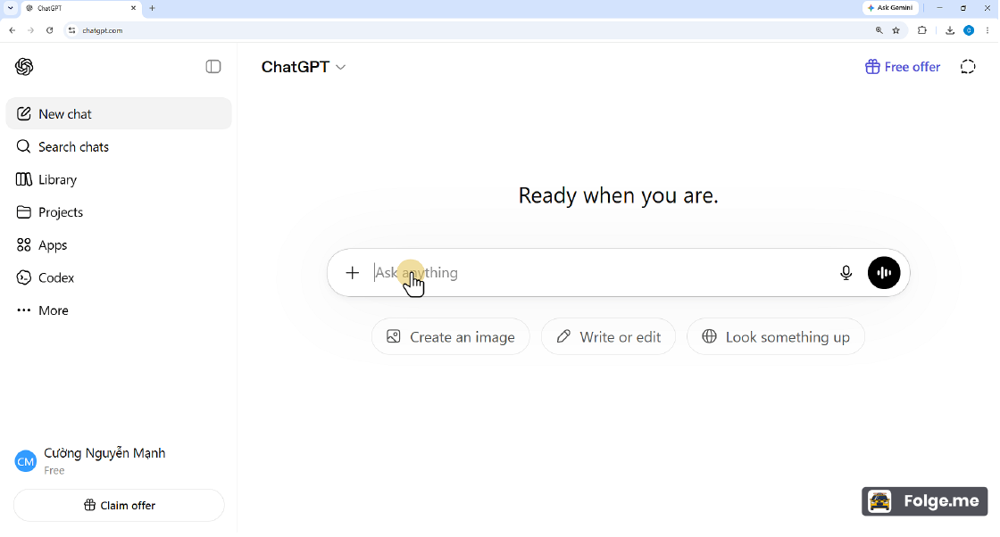 ChatGPT
Ask Gemini
chatgpt.com
ChatGPT
Free offer
New chat
Search chats
Library
Projects
Apps
Codex
More
Ready when you are.
Ask anything
Create an image
Write or edit
Look something up
CM
Cường Nguyễn Mạnh
Free
Claim offer
Folge.me